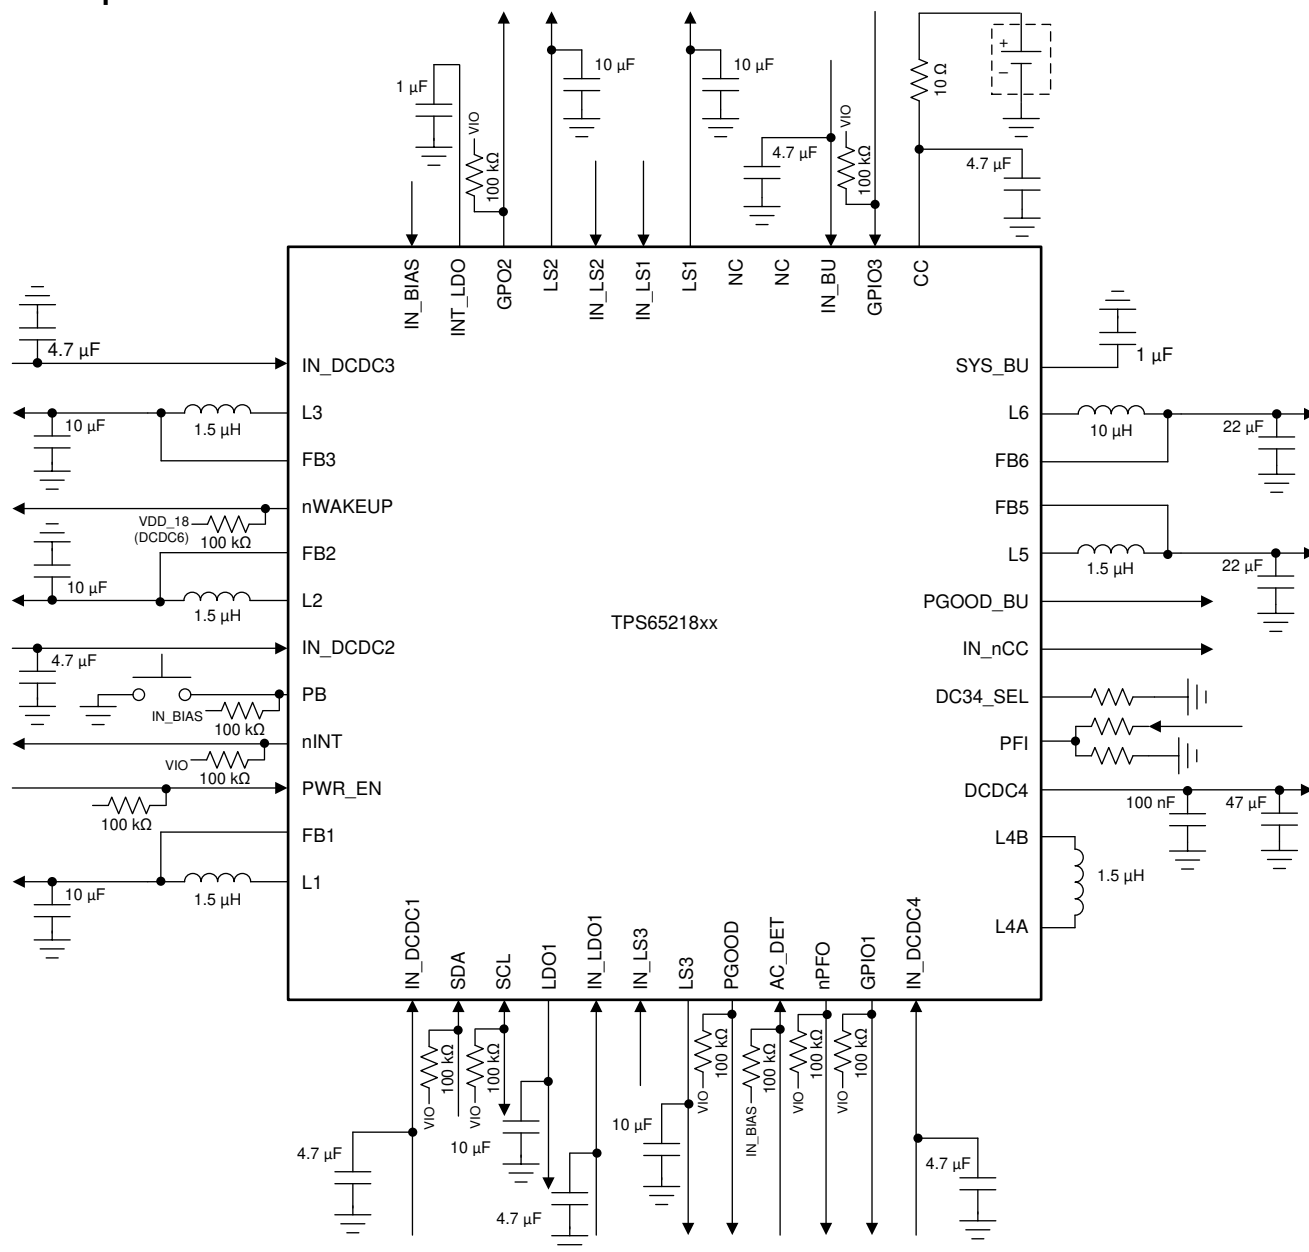 1 µF
VIO
100 kΩ
10 µF
10 µF
4.7 µF
VIO
100 kΩ
10 Ω
+
–
4.7 µF
IN_BIAS
INT_LDO
GPO2
LS2
IN_LS2
IN_LS1
LS1
NC
NC
IN_BU
GPIO3
CC
4.7 µF
IN_DCDC3
L3
10 µF
1.5 µH
FB3
nWAKEUP
VDD_18
(DCDC6)
100 kΩ
FB2
10 µF
L2
1.5 µH
IN_DCDC2
4.7 µF
PB
IN_BIAS
100 kΩ
nINT
VIO
100 kΩ
PWR_EN
100 kΩ
FB1
L1
10 µF
1.5 µH
TPS65218xx
SYS_BU
1 µF
L6
10 µH
22 µF
FB6
FB5
L5
1.5 µH
22 µF
PGOOD_BU
IN_nCC
DC34_SEL
PFI
DCDC4
100 nF
47 µF
L4B
1.5 µH
L4A
IN_DCDC1
SDA
SCL
LDO1
IN_LDO1
IN_LS3
LS3
PGOOD
AC_DET
nPFO
GPIO1
IN_DCDC4
4.7 µF
100 kΩ
VIO
100 kΩ
VIO
10 µF
4.7 µF
10 µF
100 kΩ
VIO
100 kΩ
IN_BIAS
100 kΩ
VIO
100 kΩ
VIO
4.7 µF